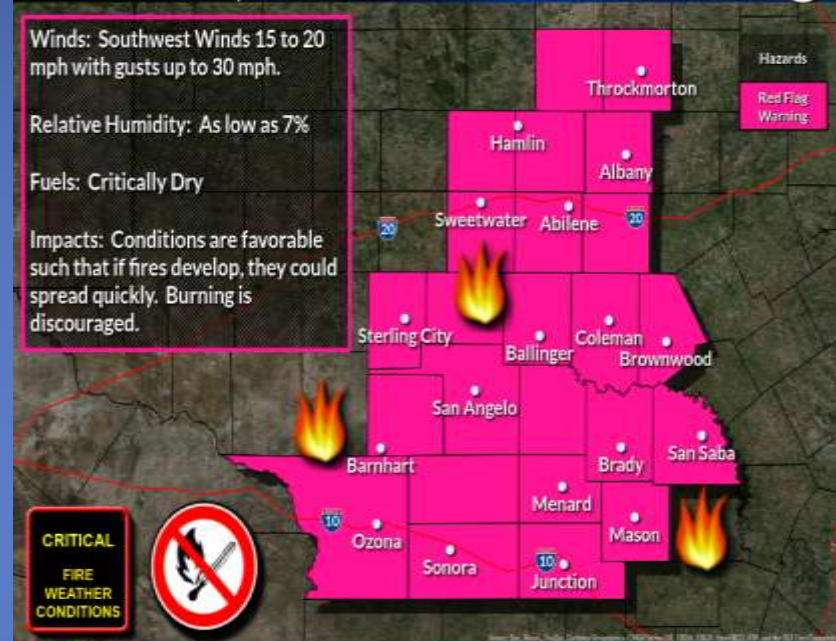 Winds: Southwest Winds 15 to 20
mph with gusts up to 30 mph.
Relative Humidity: As low as 7%
Fuels: Critically Dry
Impacts: Conditions are favorable
such that if fires develop, they could
spread quickly. Burning is
discouraged.
Hazards
Red Flag
Warning
Throckmorton
Hamlin
Albany
Sweetwater
Abilene
20
20
Sterling City
Ballinger
Coleman
Brownwood
San Angelo
Barnhart
Brady
San Saba
Menard
10
Ozona
Mason
Sonora
10
Junction
CRITICAL
FIRE
WEATHER
CONDITIONS